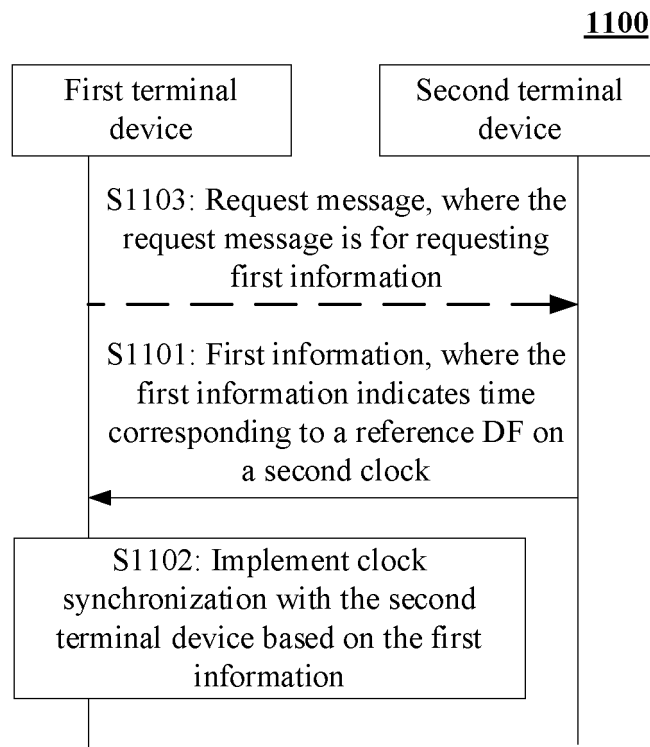 1100
First terminal
device
Second terminal
device
S1103: Request message, where the
request message is for requesting
first information
S1101: First information, where the
first information indicates time
corresponding to a reference DF on
a second clock
S1102: Implement clock
synchronization with the second
terminal device based on the first
information